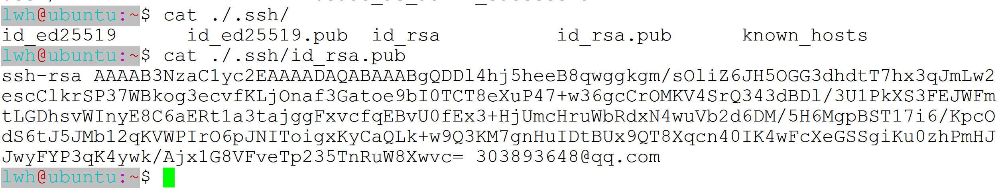 lwh@ubuntu:~$ cat ./.ssh/
id_ed25519 id_ed25519.pub id_rsa id_rsa.pub known_hosts
lwh@ubuntu:~$ cat ./.ssh/id_rsa.pub
ssh-rsa AAAAB3NzaC1yc2EAAAADAQABAAABgQDDl4hj5heeB8qwggkgm/sOliZ6JH5OGG3dhdtT7hx3qJmLw2
escClkrSP37WBkog3ecvfKLjOnaf3Gatoe9bI0TCT8eXuP47+w36gcCrOMKV4SrQ343dBDl/3U1PkXS3FEJWFm
tLGDhsvWInyE8C6aERt1a3tajggFxvcfqEBvU0fEx3+HjUmcHruWbRdxN4wuVb2d6DM/5H6MgpBST17i6/KpcO
dS6tJ5JMb12qKVWPIrO6pJNIToigxKyCaQLk+w9Q3KM7gnHuIDtBUx9QT8Xqcn40IK4wFcXeGSSgiKu0zhPmHJ
JwyFYP3qK4ywk/Ajx1G8VFveTp235TnRuW8Xwvc= 303893648@qq.com
lwh@ubuntu:~$